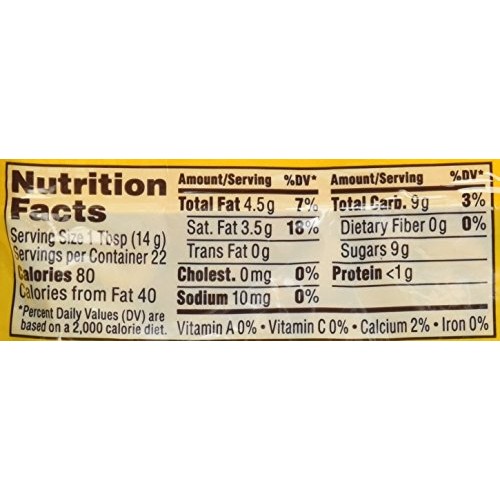 Nutrition
Facts
Serving Size 1 Tbsp (14 g)
Servings per Container 22
Calories 80
Calories from Fat 40
*Percent Daily Values (DV) are
based on a 2,000 calorie diet.
Amount/Serving %DV*
Total Fat 4.5g 7%
Sat. Fat 3.5g 18%
Trans Fat 0g
Cholest. 0mg 0%
Sodium 10mg 0%
Amount/Serving %DV*
Total Carb. 9g 3%
Dietary Fiber 0g 0%
Sugars 9g
Protein <1g
Vitamin A 0% • Vitamin C 0% • Calcium 2% • Iron 0%